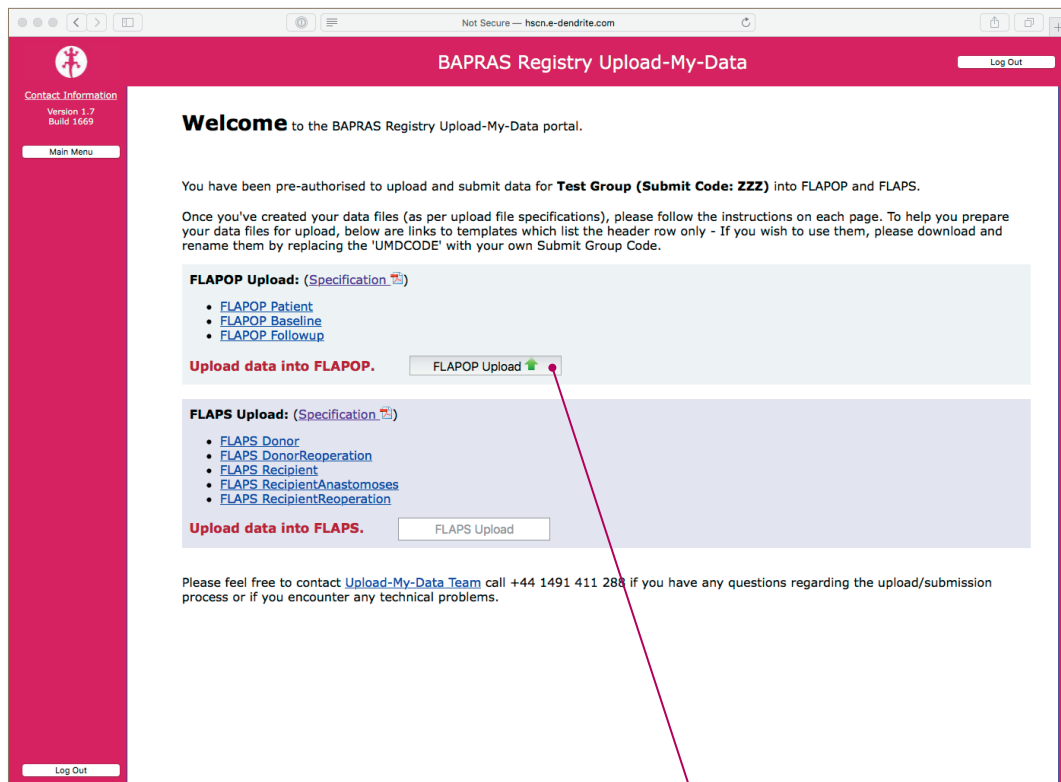 Not Secure — hscn.e-dendrite.com
BAPRAS Registry Upload-My-Data
Log Out
Contact Information
Version 1.7
Build 1669
Main Menu
Welcome to the BAPRAS Registry Upload-My-Data portal.
You have been pre-authorised to upload and submit data for Test Group (Submit Code: ZZZ) into FLAPOP and FLAPS.
Once you've created your data files (as per upload file specifications), please follow the instructions on each page. To help you prepare
your data files for upload, below are links to templates which list the header row only - If you wish to use them, please download and
rename them by replacing the 'UMDCODE' with your own Submit Group Code.
FLAPOP Upload: (Specification)
• FLAPOP Patient
• FLAPOP Baseline
• FLAPOP Followup
Upload data into FLAPOP. FLAPOP Upload
FLAPS Upload: (Specification)
• FLAPS Donor
• FLAPS DonorReoperation
• FLAPS Recipient
• FLAPS RecipientAnastomoses
• FLAPS RecipientReoperation
Upload data into FLAPS. FLAPS Upload
Please feel free to contact Upload-My-Data Team call +44 1491 411 288 if you have any questions regarding the upload/submission
process or if you encounter any technical problems.
Log Out